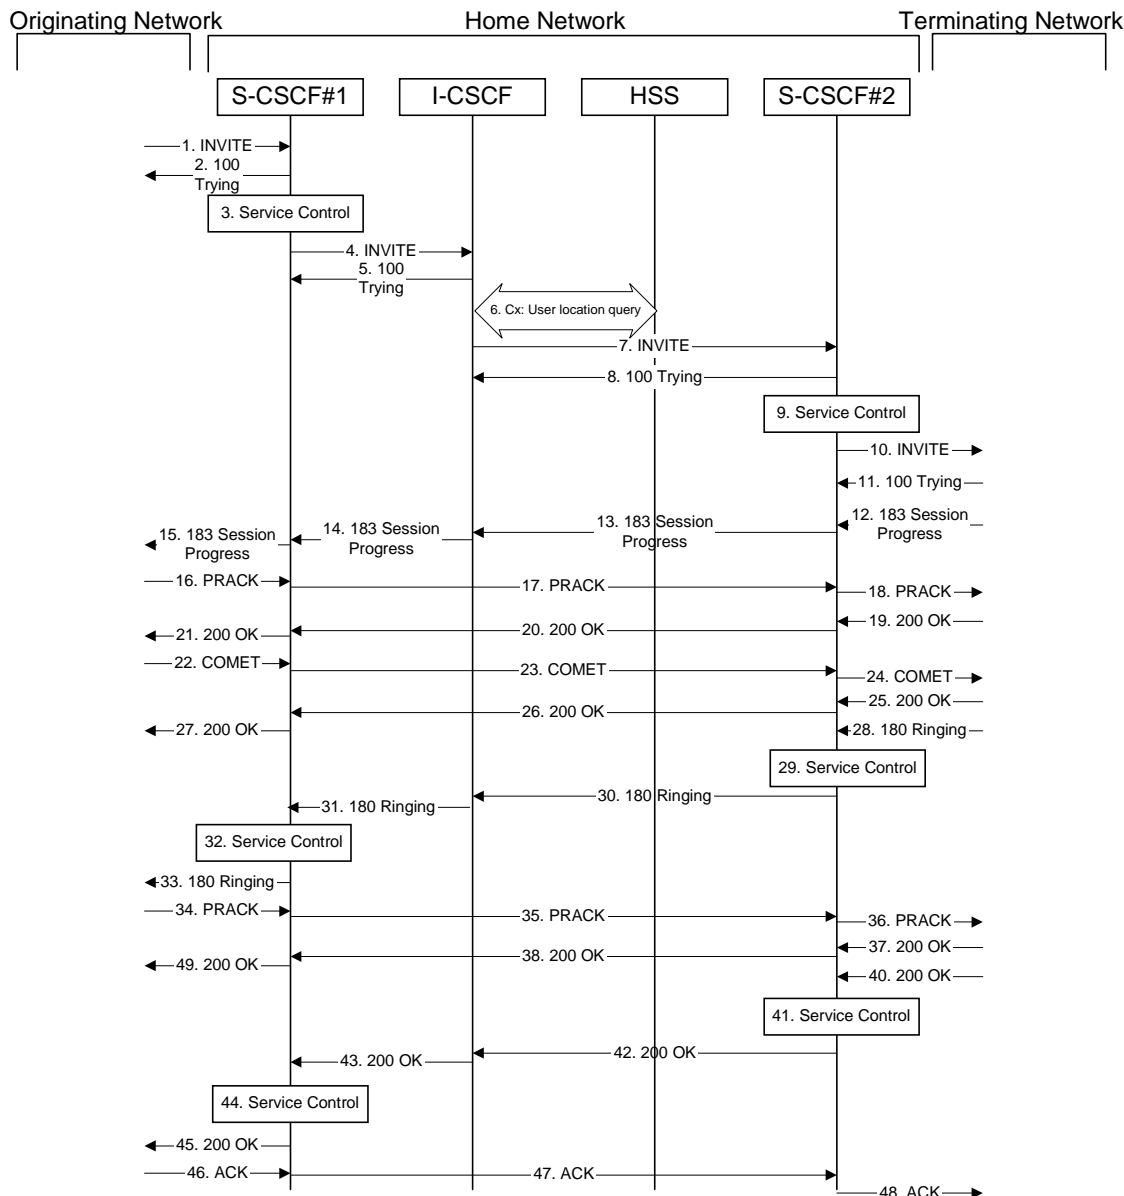 Originating Network
Home Network
Terminating Network
S-CSCF#1
I-CSCF
HSS
S-CSCF#2
1. INVITE
2. 100
Trying
3. Service Control
4. INVITE
5. 100
Trying
6. Cx: User location query
7. INVITE
8. 100 Trying
9. Service Control
10. INVITE
11. 100 Trying
12. 183 Session
Progress
13. 183 Session
Progress
14. 183 Session
Progress
15. 183 Session
Progress
16. PRACK
17. PRACK
18. PRACK
19. 200 OK
20. 200 OK
21. 200 OK
22. COMET
23. COMET
24. COMET
25. 200 OK
26. 200 OK
27. 200 OK
28. 180 Ringing
29. Service Control
30. 180 Ringing
31. 180 Ringing
32. Service Control
33. 180 Ringing
34. PRACK
35. PRACK
36. PRACK
37. 200 OK
38. 200 OK
49. 200 OK
40. 200 OK
41. Service Control
42. 200 OK
43. 200 OK
44. Service Control
45. 200 OK
46. ACK
47. ACK
48. ACK